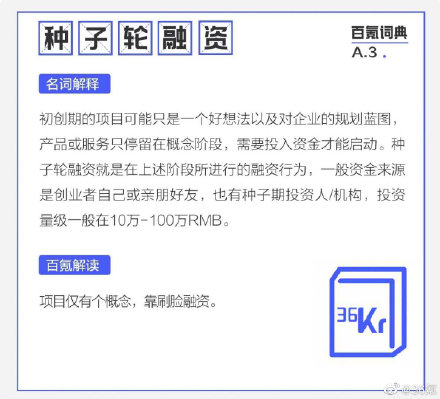 种子轮融资
百氪词典
A.3.
名词解释
初创期的项目可能只是一个好想法以及对企业的规划蓝图，
产品或服务只停留在概念阶段，需要投入资金才能启动。种
子轮融资就是在上述阶段所进行的融资行为，一般资金来源
是创业者自己或亲朋好友，也有种子期投资人/机构，投资
量级一般在10万-100万RMB。
百氪解读
项目仅有个概念，靠刷脸融资。
36Kr
@36氪